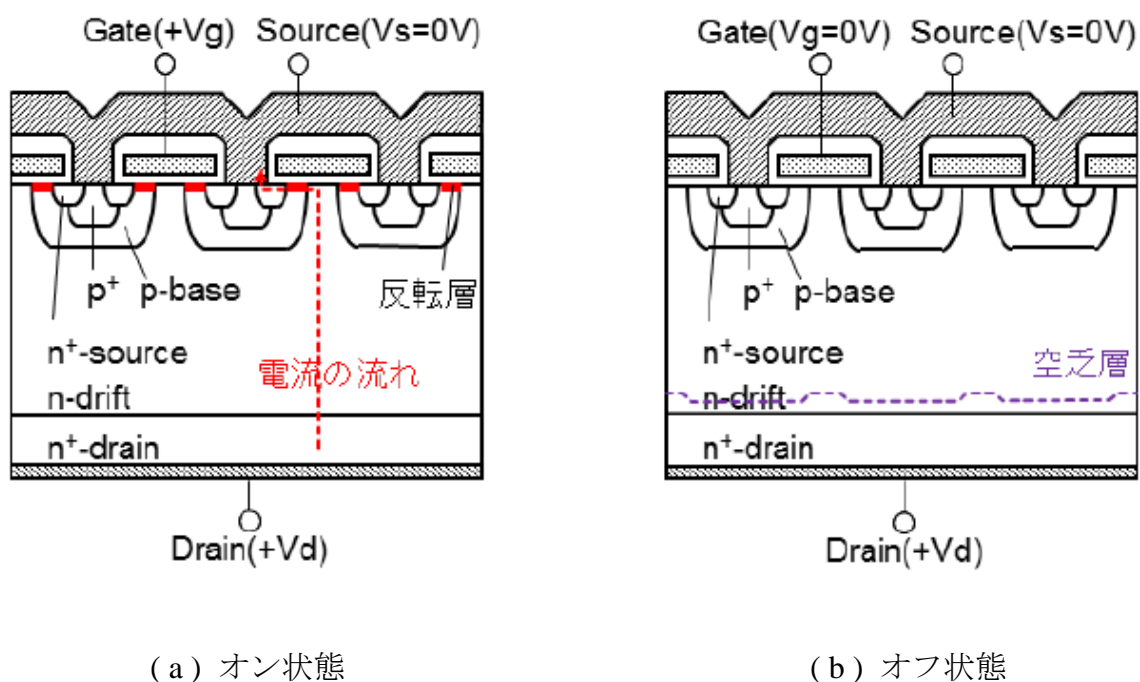 Gate(+Vg) Source(Vs=0V)
p⁺ p-base
反転層
n⁺-source
電流の流れ
n-drift
n⁺-drain
Drain(+Vd)
(a) オン状態
Gate(Vg=0V) Source(Vs=0V)
p⁺ p-base
n⁺-source
空乏層
n-drift
n⁺-drain
Drain(+Vd)
(b) オフ状態